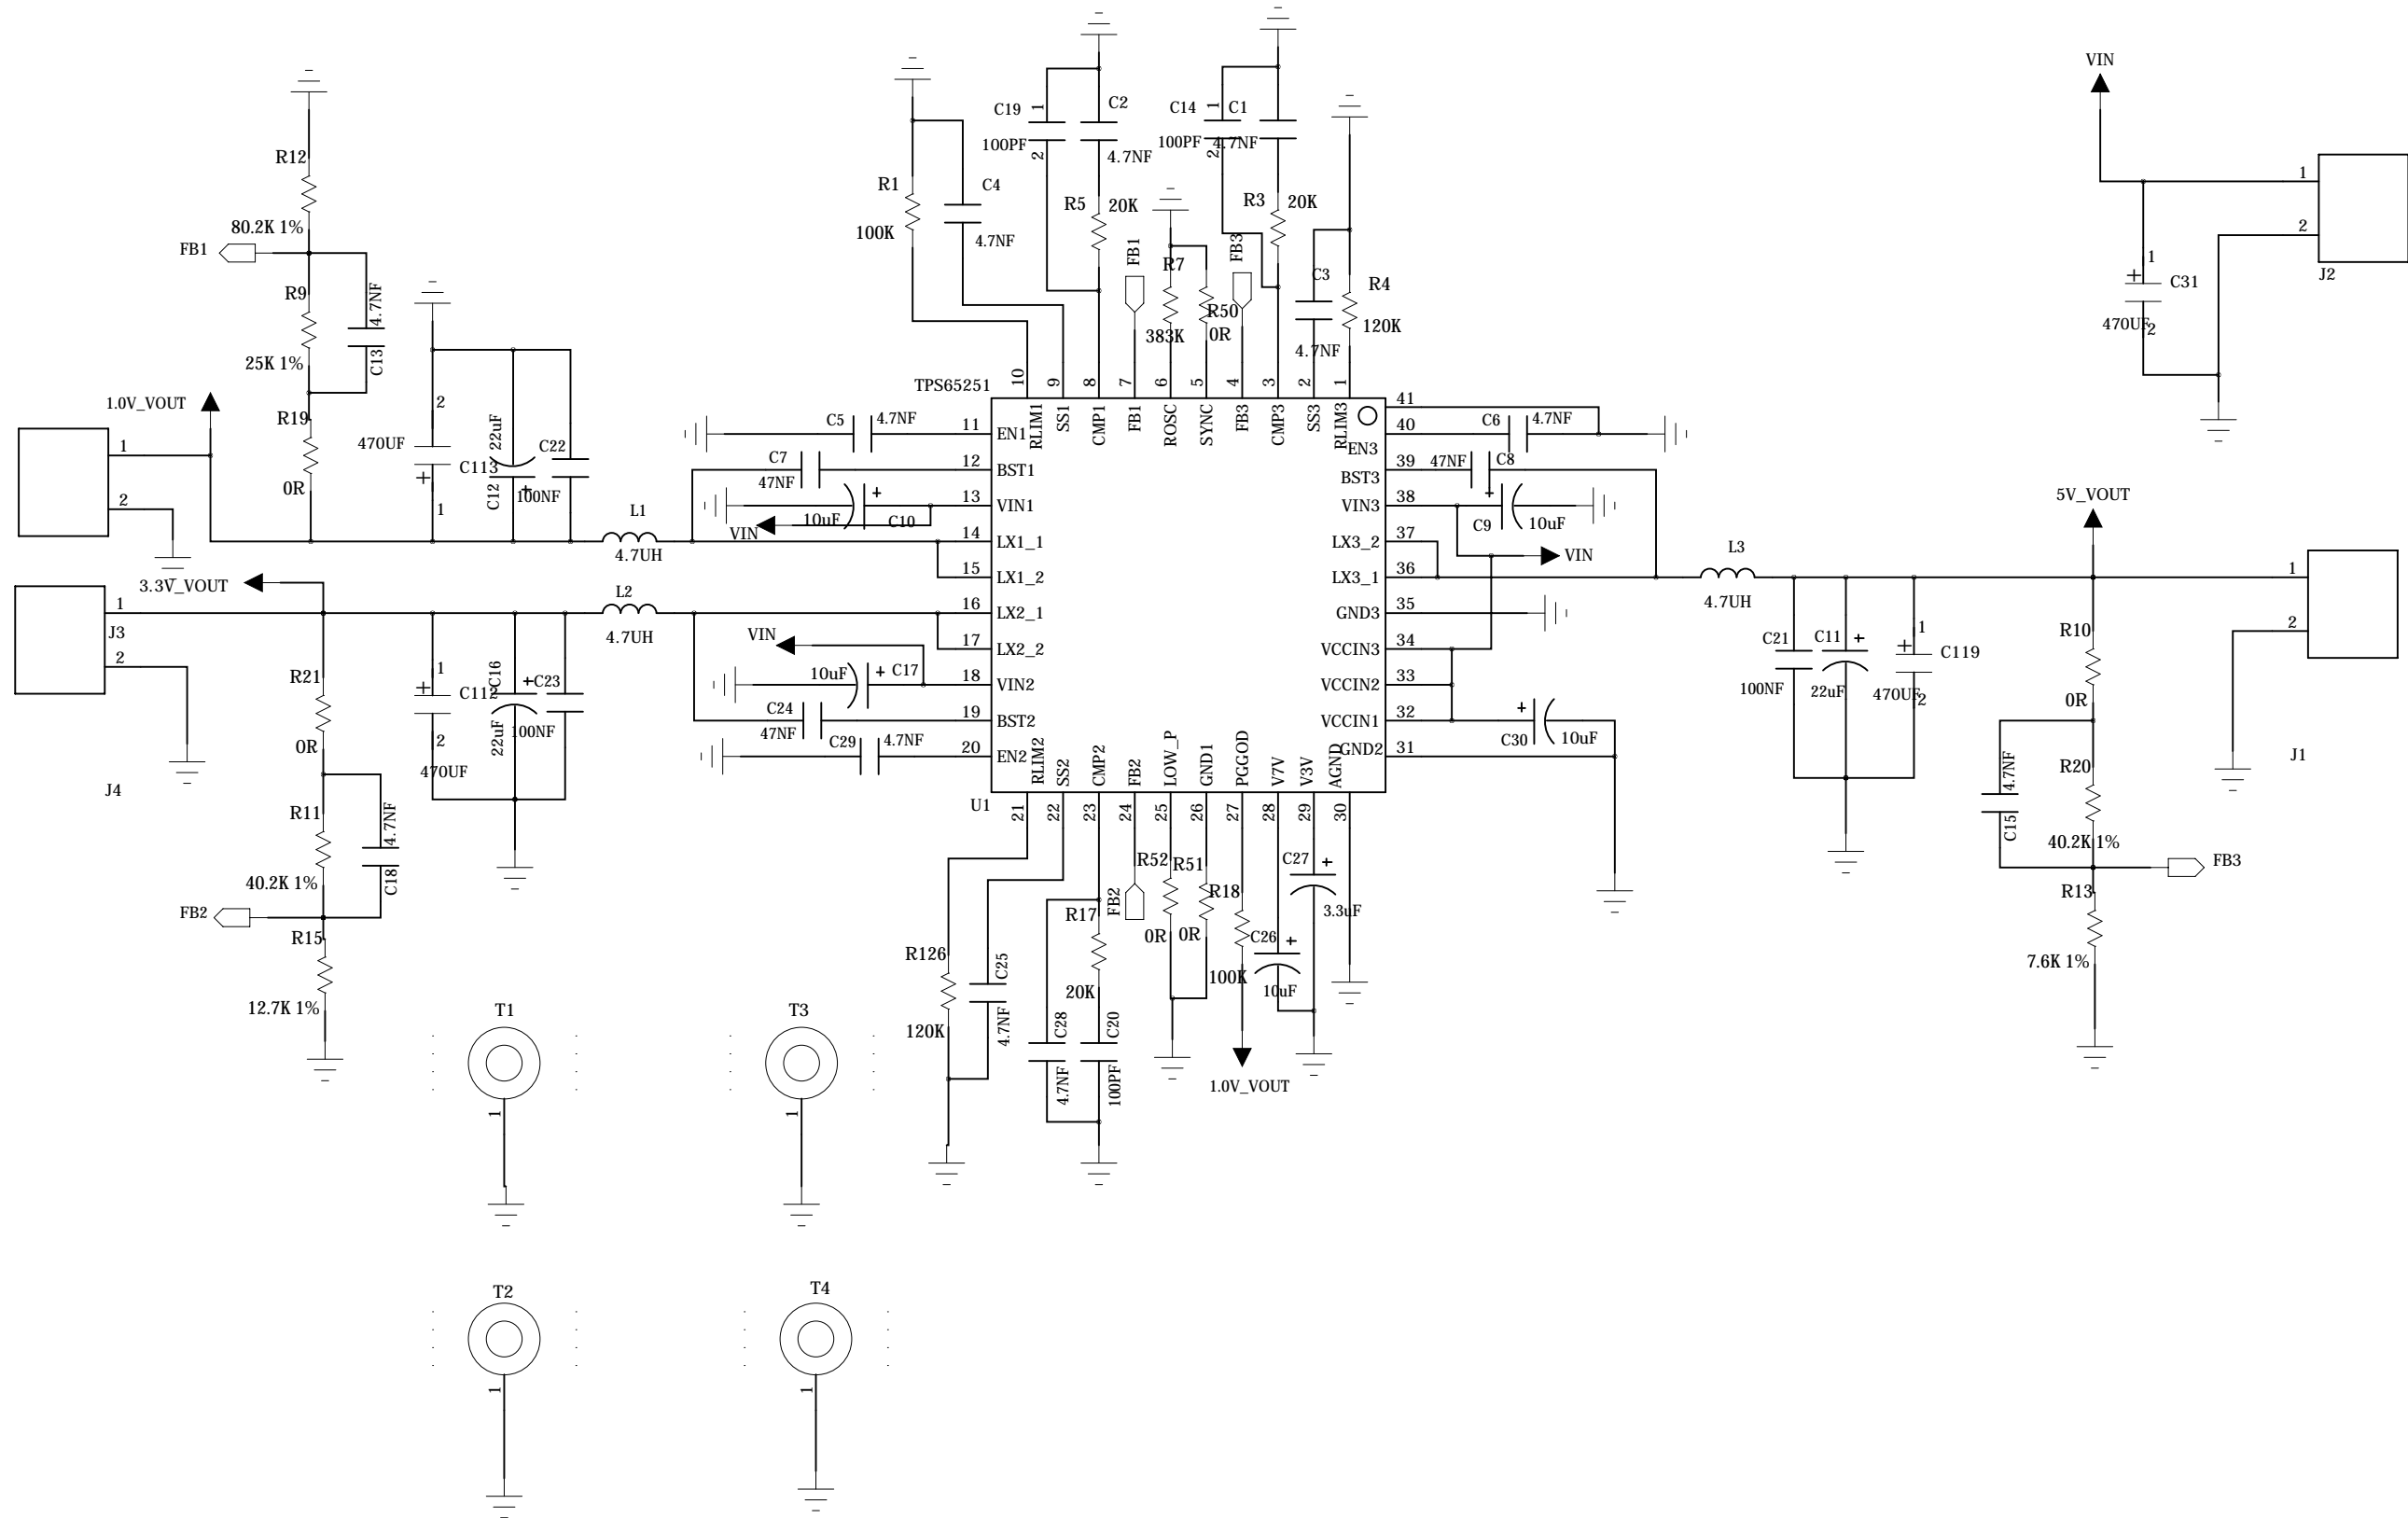 VIN
C19
1
C2
C14
1
C1
100PF
2
4.7NF
100PF
2
4.7NF
R12
R1
C4
R5
20K
R3
20K
1
2
J2
80.2K 1%
100K
4.7NF
FB1
FB1
FB3
R7
C3
R4
1
C31
470UF
2
R9
4.7NF
25K 1%
C13
383K
R50
0R
4.7NF
120K
TPS65251
10
9
8
7
6
5
4
3
2
1
RLIM1
SS1
CMP1
FB1
ROSC
SYNC
FB3
CMP3
SS3
RLIM3
1.0V_VOUT
R19
0R
1
2
2
470UF
C113
1
22uF
C12
C22
100NF
C5
4.7NF
11
EN1
C7
47NF
12
BST1
10uF
C10
VIN
13
VIN1
14
LX1_1
15
LX1_2
16
LX2_1
17
LX2_2
18
VIN2
19
BST2
20
EN2
L1
4.7UH
L2
4.7UH
41
40
EN3
C6
4.7NF
39
BST3
47NF
C8
38
VIN3
C9
10uF
37
LX3_2
VIN
36
LX3_1
35
GND3
34
VCCIN3
33
VCCIN2
32
VCCIN1
31
GND2
C30
10uF
L3
4.7UH
5V_VOUT
1
2
J1
3.3V_VOUT
1
J3
2
J4
R21
0R
1
C112
2
470UF
C16
22uF
C23
100NF
VIN
10uF
C17
C24
47NF
C29
4.7NF
C21
100NF
C11
22uF
1
C119
470UF
2
R10
0R
R20
40.2K 1%
4.7NF
C15
FB3
R13
7.6K 1%
R11
40.2K 1%
4.7NF
C18
FB2
R15
12.7K 1%
U1
RLIM2
SS2
CMP2
FB2
LOW_P
GND1
PGGOD
V7V
V3V
AGND
21
22
23
24
25
26
27
28
29
30
R52
R51
R18
C27
3.3uF
FB2
R17
0R
0R
C26
100K
10uF
R126
120K
C25
4.7NF
20K
C28
4.7NF
C20
100PF
1.0V_VOUT
T1
1
T3
1
T2
1
T4
1